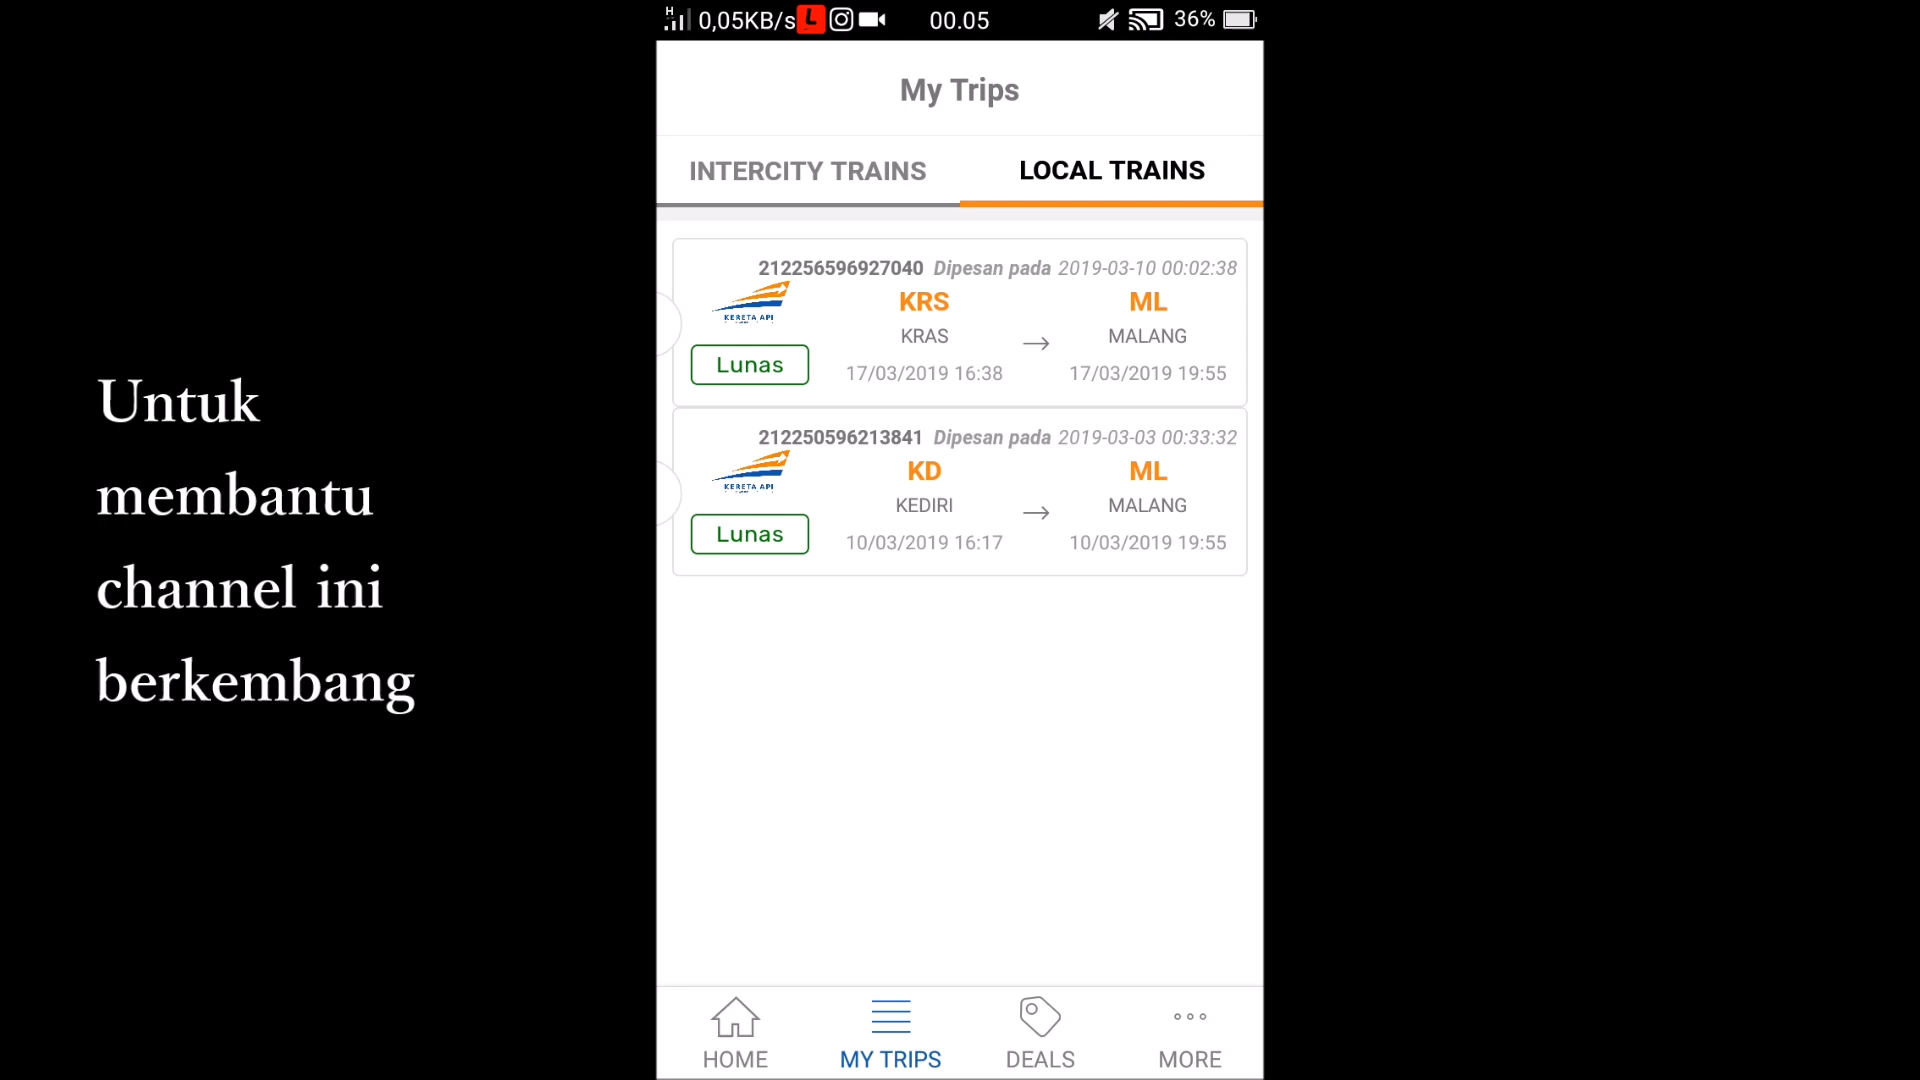 H 0,05KB/s L 00.05 36%
My Trips
INTERCITY TRAINS LOCAL TRAINS
212256596927040 Dipesan pada 2019-03-10 00:02:38
KERETA API KRS → ML
KRAS MALANG
Lunas 17/03/2019 16:38 17/03/2019 19:55
212250596213841 Dipesan pada 2019-03-03 00:33:32
KERETA API KD → ML
KEDIRI MALANG
Lunas 10/03/2019 16:17 10/03/2019 19:55
Untuk
membantu
channel ini
berkembang
HOME MY TRIPS DEALS MORE